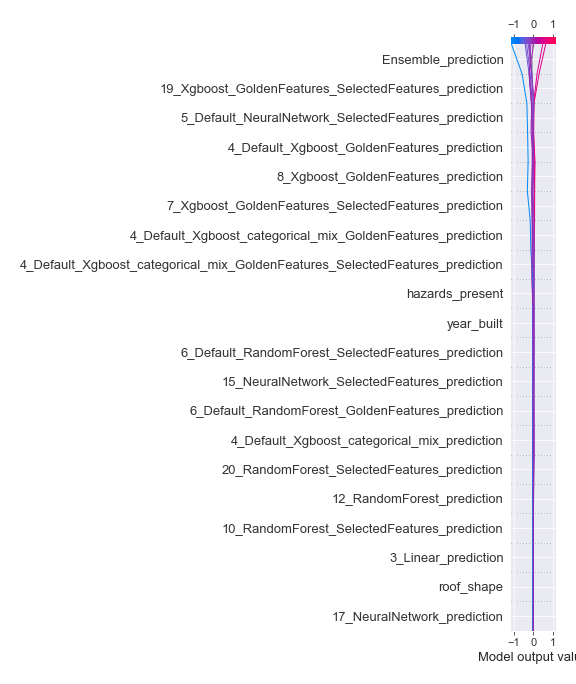 −1 0 1
Ensemble_prediction
19_Xgboost_GoldenFeatures_SelectedFeatures_prediction
5_Default_NeuralNetwork_SelectedFeatures_prediction
4_Default_Xgboost_GoldenFeatures_prediction
8_Xgboost_GoldenFeatures_prediction
7_Xgboost_GoldenFeatures_SelectedFeatures_prediction
4_Default_Xgboost_categorical_mix_GoldenFeatures_prediction
4_Default_Xgboost_categorical_mix_GoldenFeatures_SelectedFeatures_prediction
hazards_present
year_built
6_Default_RandomForest_SelectedFeatures_prediction
15_NeuralNetwork_SelectedFeatures_prediction
6_Default_RandomForest_GoldenFeatures_prediction
4_Default_Xgboost_categorical_mix_prediction
20_RandomForest_SelectedFeatures_prediction
12_RandomForest_prediction
10_RandomForest_SelectedFeatures_prediction
3_Linear_prediction
roof_shape
17_NeuralNetwork_prediction
−1 0 1
Model output valu